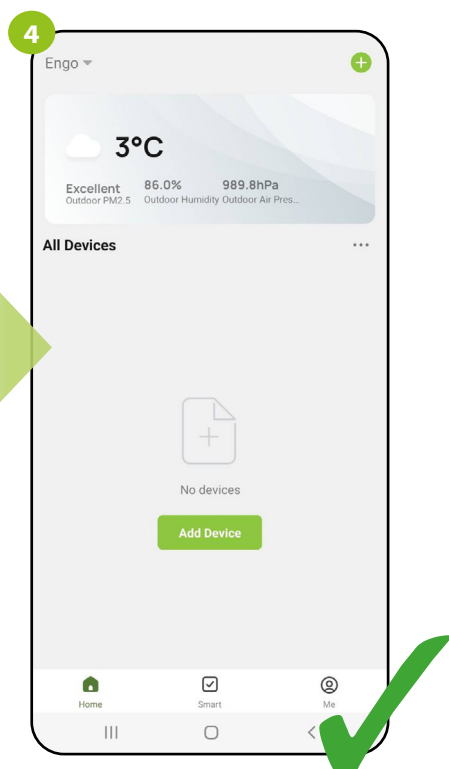 4
Engo
3°C
Excellent 86.0% 989.8hPa
Outdoor PM2.5 Outdoor Humidity Outdoor Air Pres...
All Devices
No devices
Add Device
Home Smart Me